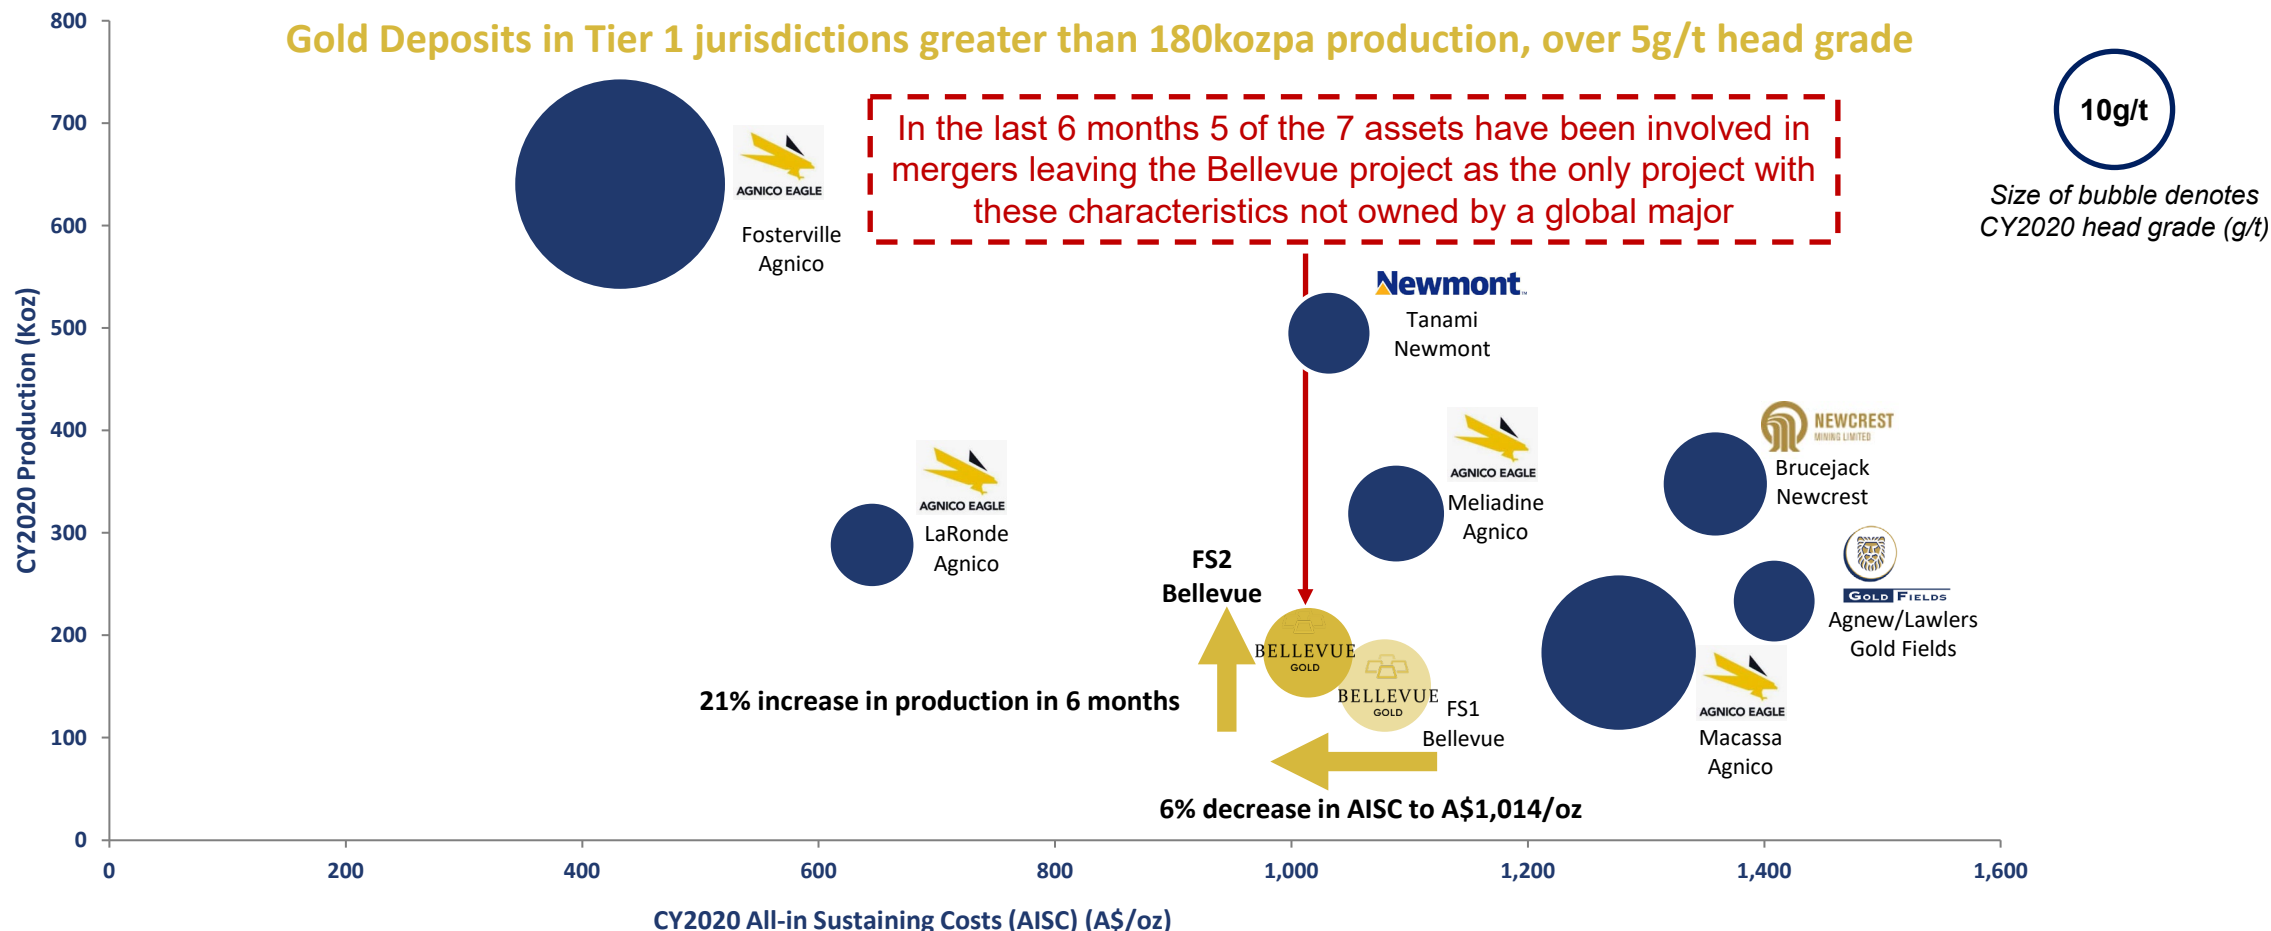 Gold Deposits in Tier 1 jurisdictions greater than 180kozpa production, over 5g/t head grade
In the last 6 months 5 of the 7 assets have been involved in
mergers leaving the Bellevue project as the only project with
these characteristics not owned by a global major
10g/t
Size of bubble denotes
CY2020 head grade (g/t)
CY2020 Production (Koz)
800
700
600
500
400
300
200
100
0
AGNICO EAGLE
Fosterville
Agnico
Newmont
Tanami
Newmont
AGNICO EAGLE
LaRonde
Agnico
AGNICO EAGLE
Meliadine
Agnico
NEWCREST
MINING LIMITED
Brucejack
Newcrest
GOLD FIELDS
Agnew/Lawlers
Gold Fields
FS2
Bellevue
BELLEVUE
GOLD
BELLEVUE
GOLD
FS1
Bellevue
AGNICO EAGLE
Macassa
Agnico
21% increase in production in 6 months
6% decrease in AISC to A$1,014/oz
0
200
400
600
800
1,000
1,200
1,400
1,600
CY2020 All-in Sustaining Costs (AISC) (A$/oz)